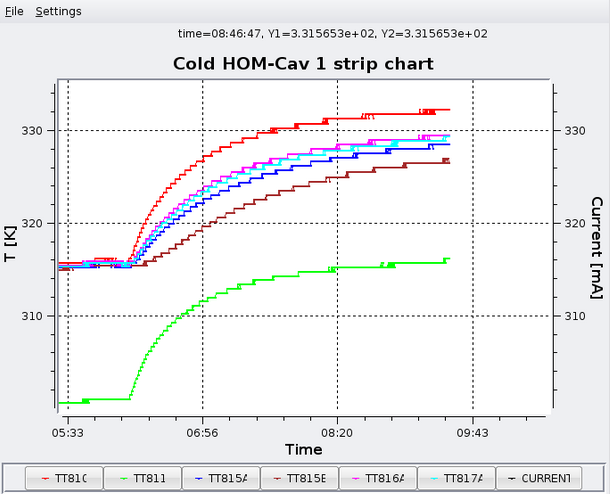 File Settings
time=08:46:47, Y1=3.315653e+02, Y2=3.315653e+02
Cold HOM-Cav 1 strip chart
330 330
320 320
310 310
T [K]
Current [mA]
05:33 06:56 08:20 09:43
Time
TT810 TT811 TT815A TT815B TT816A TT817A CURRENT